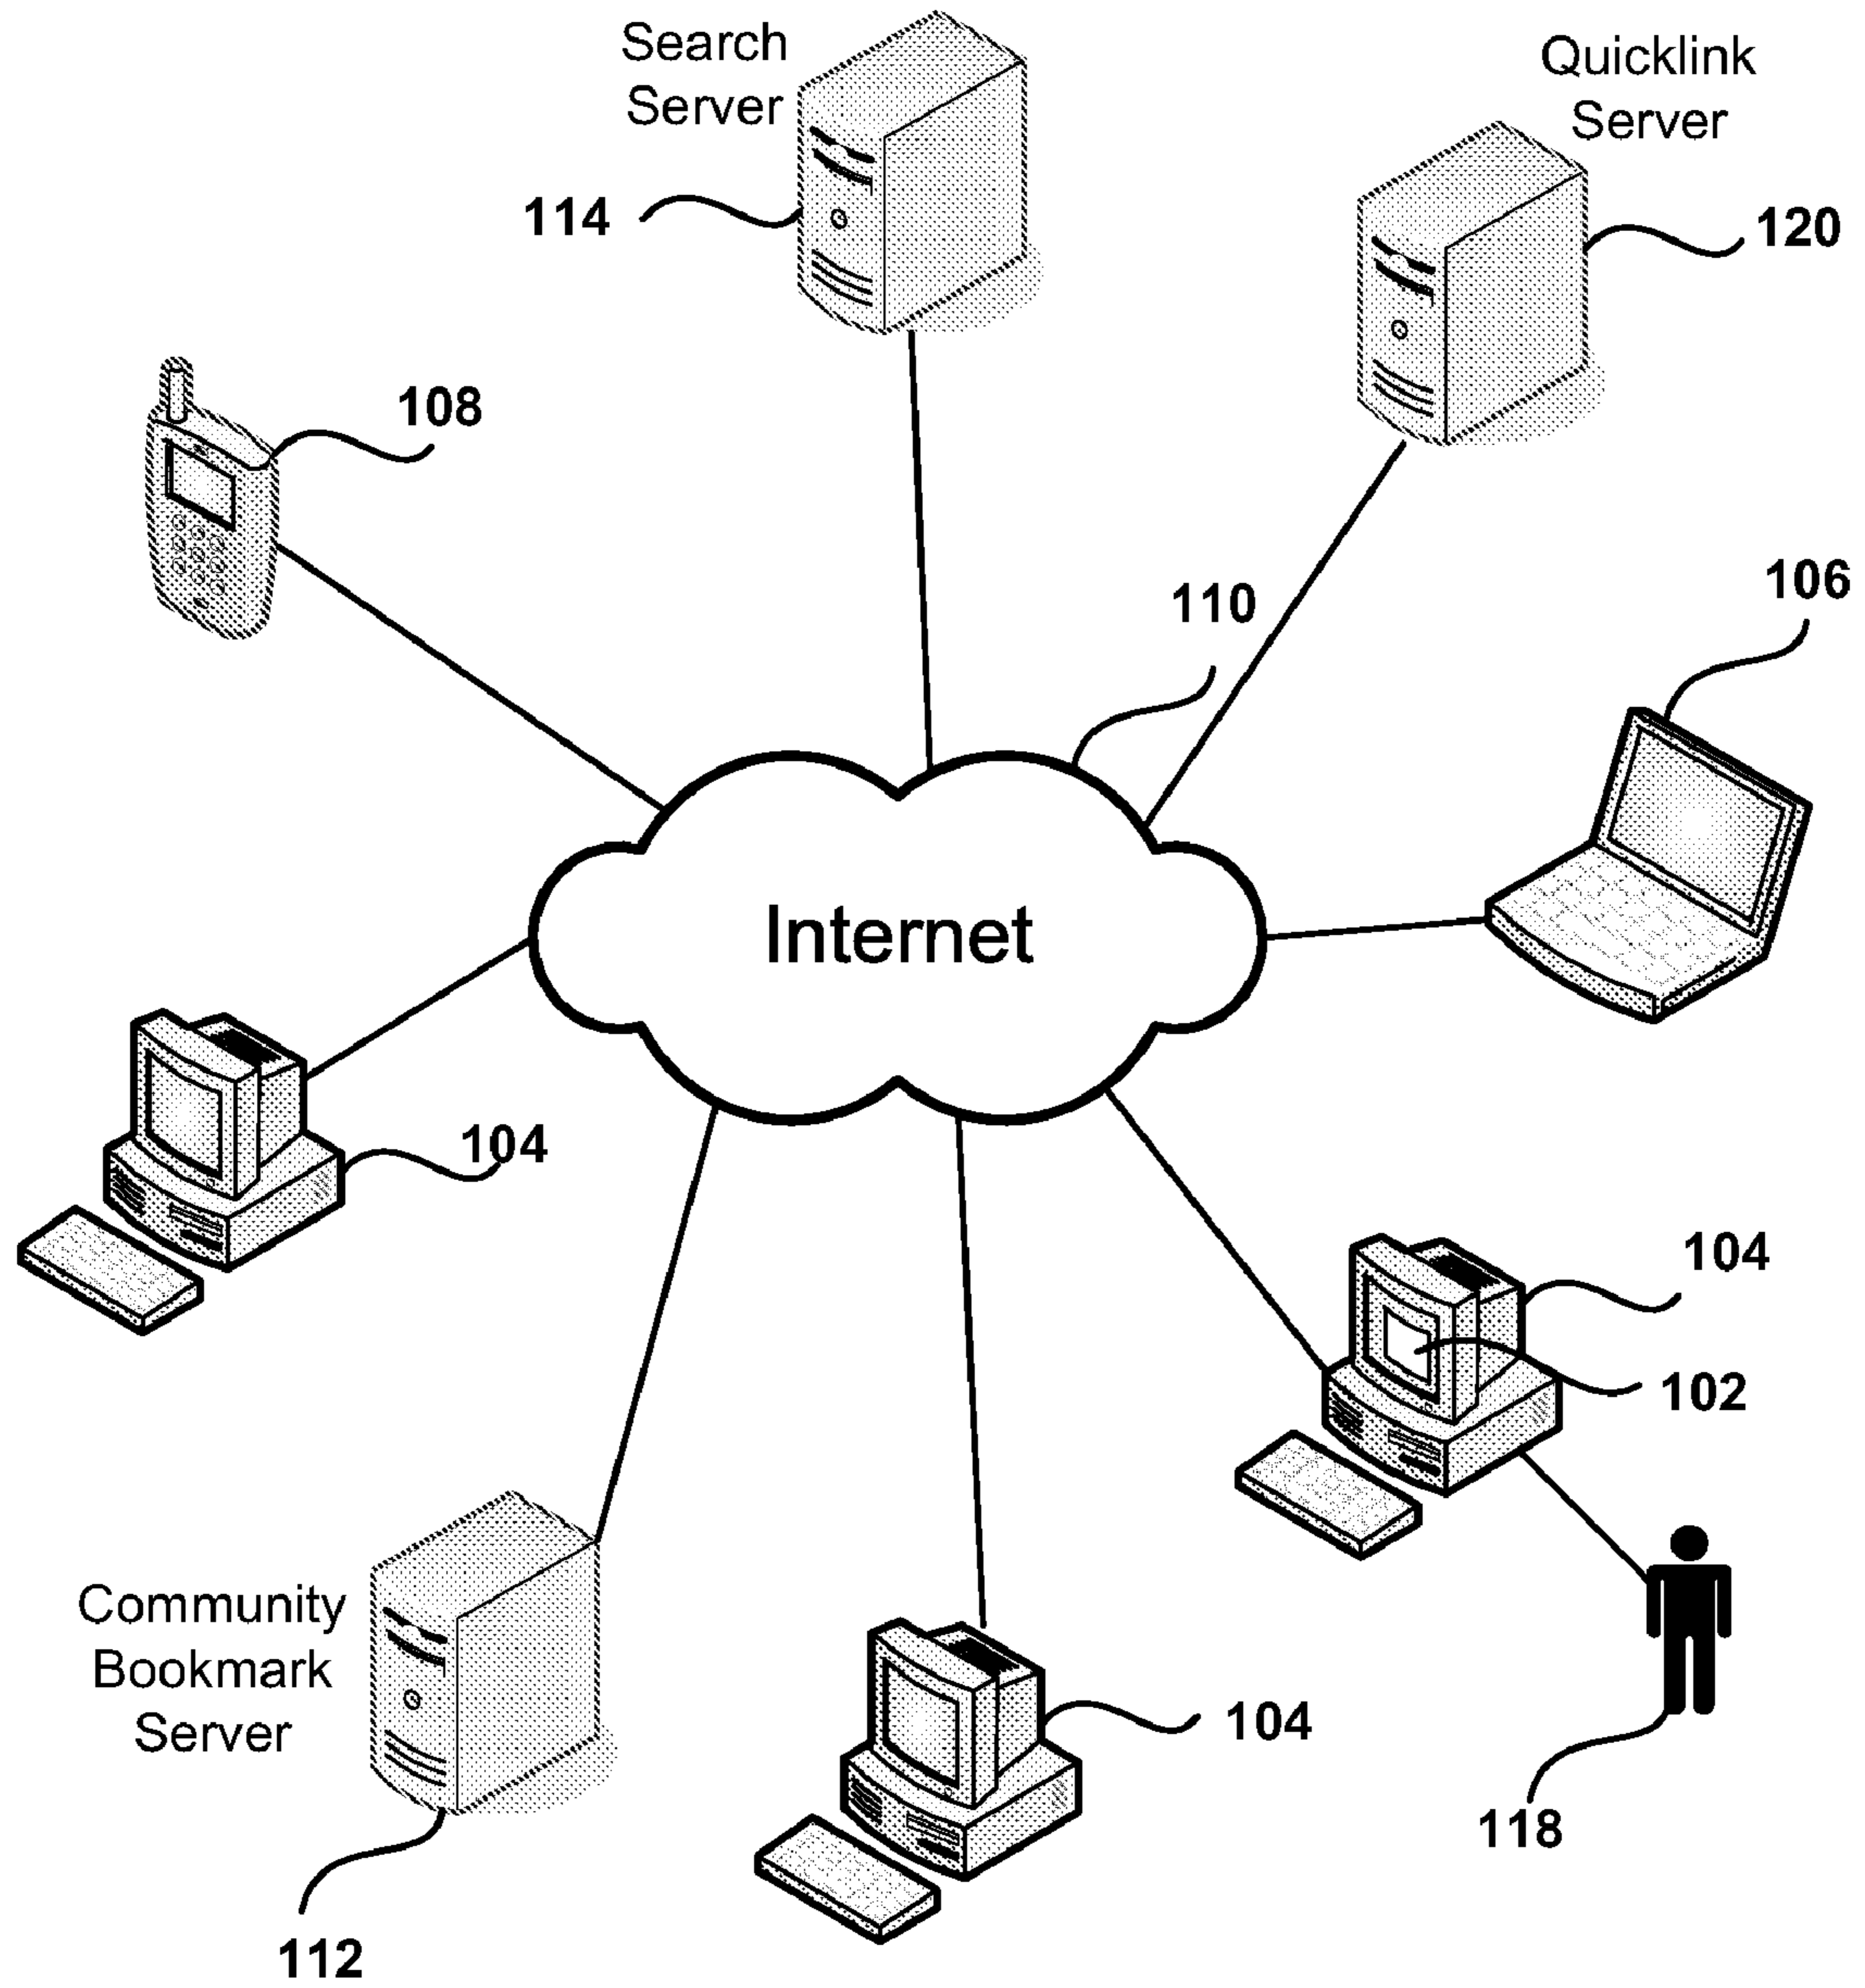 Search
Server
Quicklink
Server
114
120
108
106
110
Internet
104
104
102
Community
Bookmark
Server
104
118
112